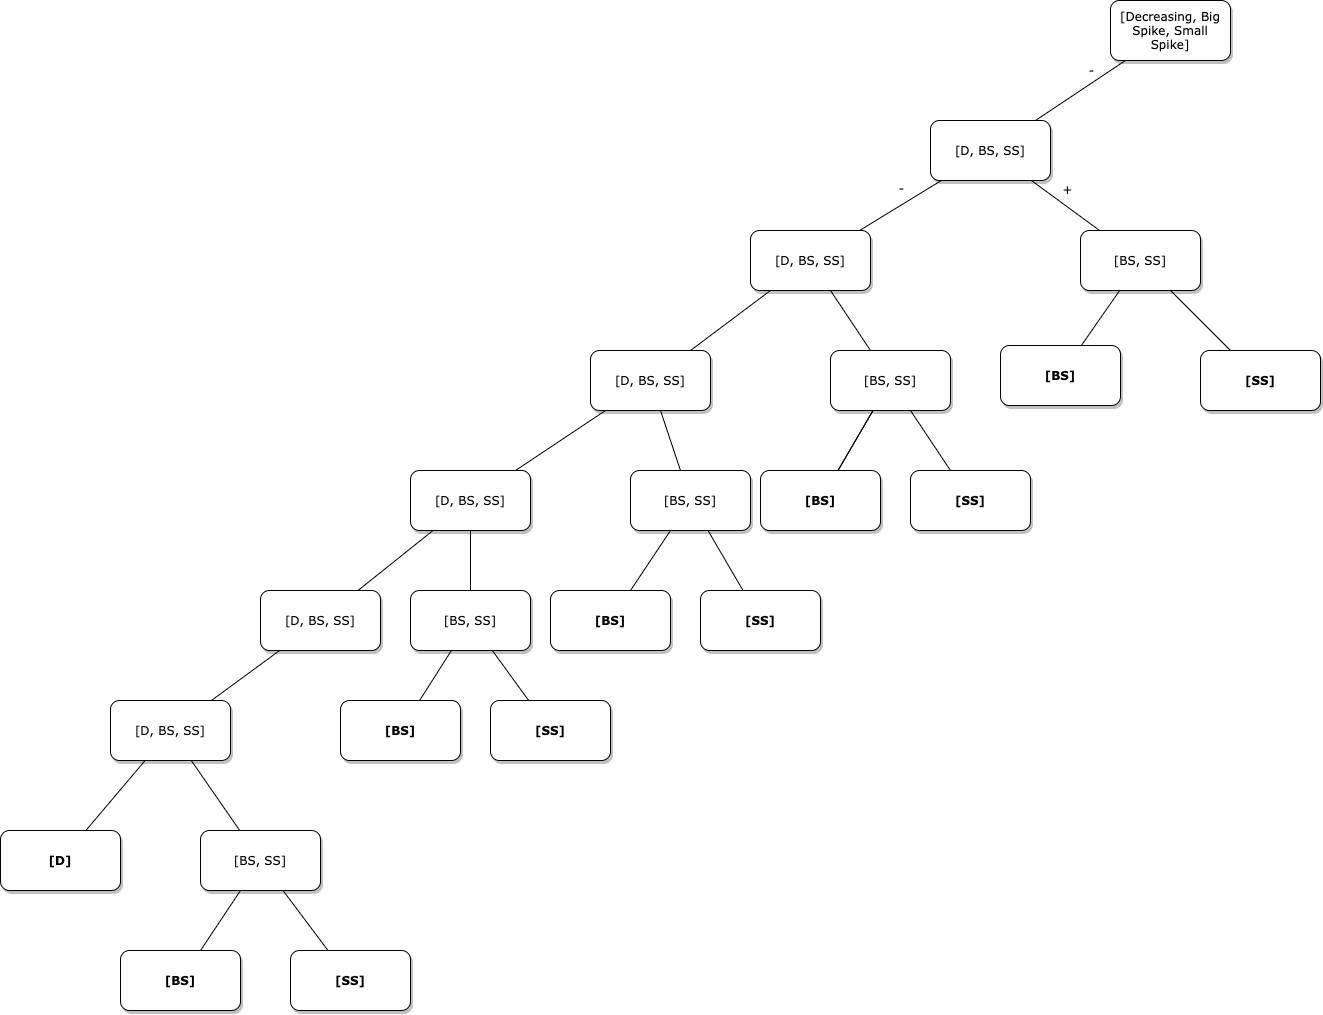 [Decreasing, Big
Spike, Small
Spike]
-
[D, BS, SS]
-
+
[D, BS, SS]
[BS, SS]
[D, BS, SS]
[BS, SS]
[BS]
[SS]
[D, BS, SS]
[BS, SS]
[BS]
[SS]
[D, BS, SS]
[BS, SS]
[BS]
[SS]
[D, BS, SS]
[BS]
[SS]
[D]
[BS, SS]
[BS]
[SS]